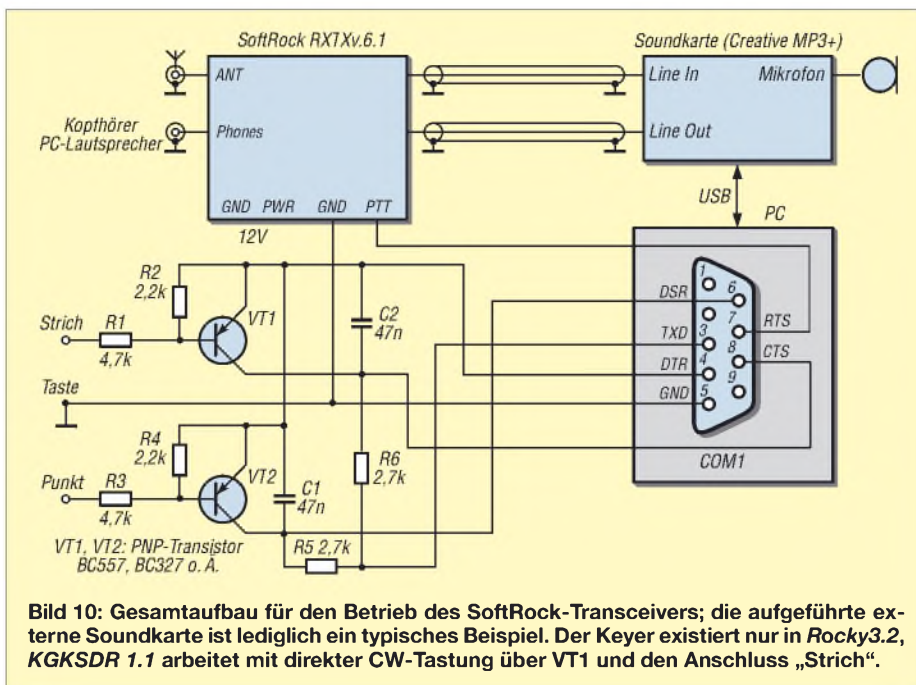 SoftRock RXTXv.6.1
Soundkarte (Creative MP3+)
ANT
Line In
Mikrofon
Kopfhörer
PC-Lautsprecher
Phones
Line Out
GND PWR GND PTT
12V
USB
PC
R2
2,2k
VT1
C2
47n
Strich
R1
4,7k
DSR
TXD
DTR
GND
1
6
7
3
8
4
9
5
RTS
CTS
Taste
R4
2,2k
VT2
C1
47n
R6
2,7k
COM1
Punkt
R3
4,7k
R5 2,7k
VT1, VT2: PNP-Transistor
BC557, BC327 o. Ä.
Bild 10: Gesamtaufbau für den Betrieb des SoftRock-Transceivers; die aufgeführte ex-
terne Soundkarte ist lediglich ein typisches Beispiel. Der Keyer existiert nur in Rocky3.2,
KGKSDR 1.1 arbeitet mit direkter CW-Tastung über VT1 und den Anschluss „Strich“.